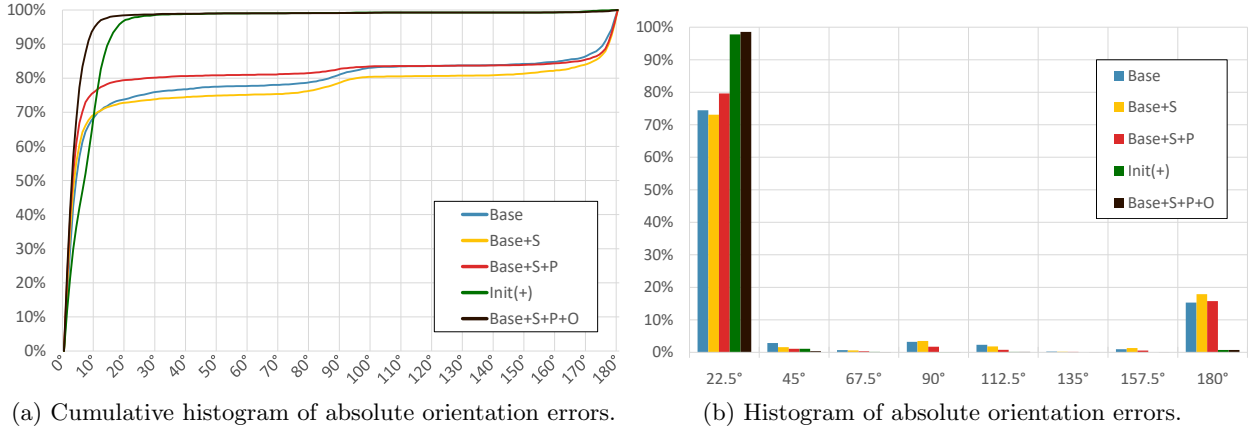 100%
90%
80%
70%
60%
50%
40%
30%
20%
10%
0%
0° 10° 20° 30° 40° 50° 60° 70° 80° 90° 100° 110° 120° 130° 140° 150° 160° 170° 180°
Base
Base+S
Base+S+P
Init(+)
Base+S+P+O
(a) Cumulative histogram of absolute orientation errors.
100%
90%
80%
70%
60%
50%
40%
30%
20%
10%
0%
22.5° 45° 67.5° 90° 112.5° 135° 157.5° 180°
Base
Base+S
Base+S+P
Init(+)
Base+S+P+O
(b) Histogram of absolute orientation errors.